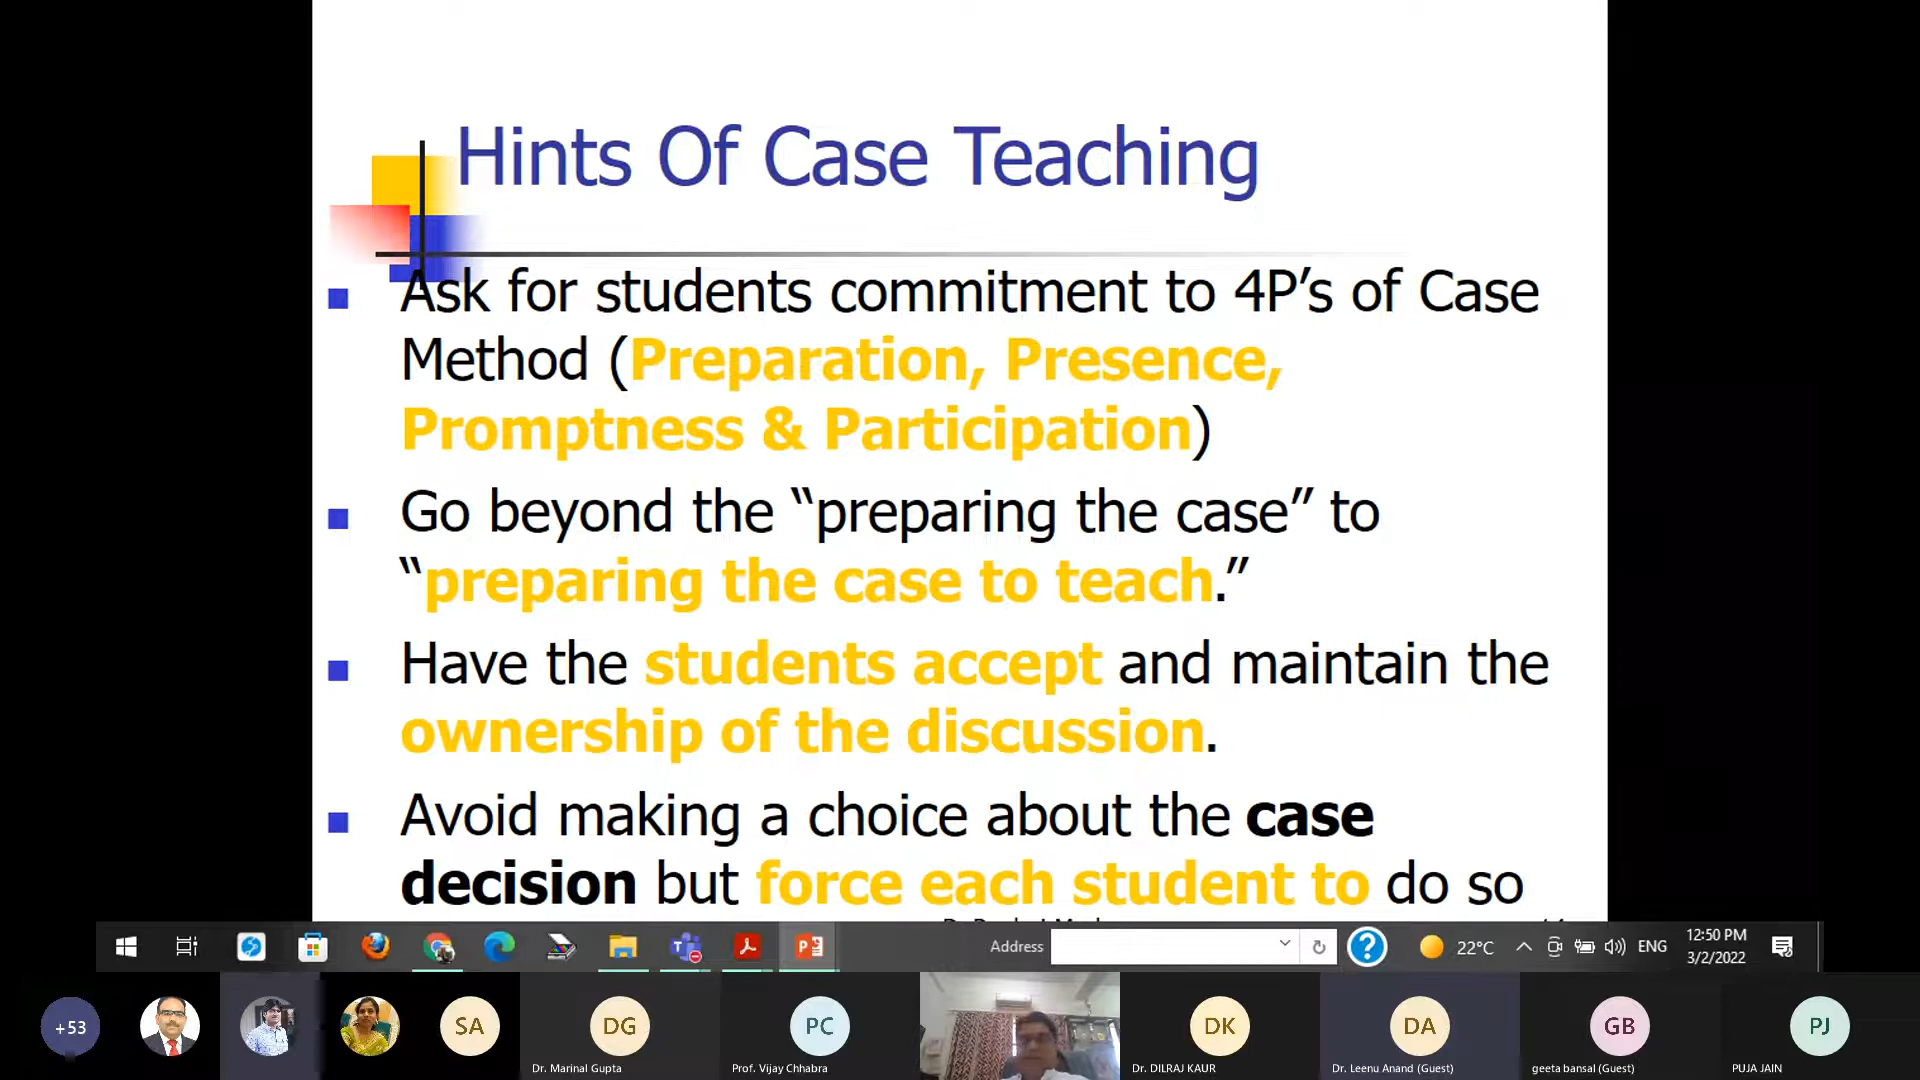 Hints Of Case Teaching
Ask for students commitment to 4P’s of Case
Method (Preparation, Presence,
Promptness & Participation)
Go beyond the “preparing the case” to
“preparing the case to teach.”
Have the students accept and maintain the
ownership of the discussion.
Avoid making a choice about the case
decision but force each student to do so
Address
22°C
ENG
12:50 PM
3/2/2022
+53
SA
DG
PC
DK
DA
GB
PJ
Dr. Marinal Gupta
Prof. Vijay Chhabra
Dr. DILRAJ KAUR
Dr. Leenu Anand (Guest)
geeta bansal (Guest)
PUJA JAIN